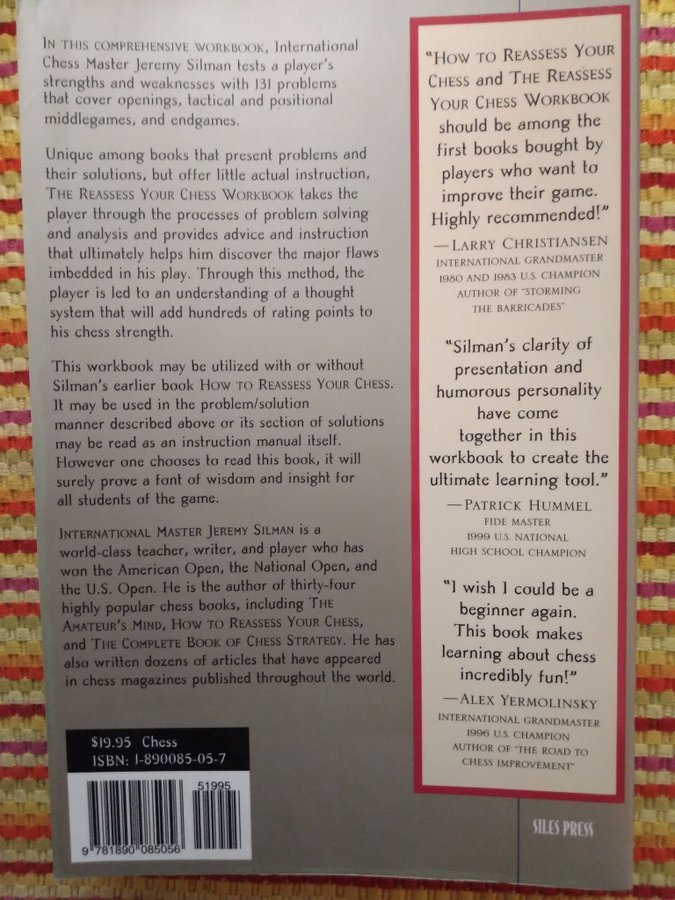 In this comprehensive workbook, International
Chess Master Jeremy Silman tests a player's
strengths and weaknesses with 131 problems
that cover openings, tactical and positional
middlegames, and endgames.
Unique among books that present problems and
their solutions, but offer little actual instruction,
The Reassess Your Chess Workbook takes the
player through the processes of problem solving
and analysis and provides advice and instruction
that ultimately helps him discover the major flaws
imbedded in his play. Through this method, the
player is led to an understanding of a thought
system that will add hundreds of rating points to
his chess strength.
This workbook may be utilized with or without
Silman's earlier book How to Reassess Your Chess.
It may be used in the problem/solution
manner described above or its section of solutions
may be read as an instruction manual itself.
However one chooses to read this book, it will
surely prove a font of wisdom and insight for
all students of the game.
International Master Jeremy Silman is a
world-class teacher, writer, and player who has
won the American Open, the National Open, and
the U.S. Open. He is the author of thirty-four
highly popular chess books, including The
Amateur's Mind, How to Reassess Your Chess,
and The Complete Book of Chess Strategy. He has
also written dozens of articles that have appeared
in chess magazines published throughout the world.
$19.95 Chess
ISBN: 1-890085-05-7
51995
9 781890 085056
"How to Reassess Your
Chess and The Reassess
Your Chess Workbook
should be among the
first books bought by
players who want to
improve their game.
Highly recommended!"
—Larry Christiansen
International Grandmaster
1980 and 1983 U.S. Champion
Author of "Storming
the Barricades"
"Silman's clarity of
presentation and
humorous personality
have come
together in this
workbook to create the
ultimate learning tool."
—Patrick Hummel
FIDE Master
1999 U.S. National
High School Champion
"I wish I could be a
beginner again.
This book makes
learning about chess
incredibly fun!"
—Alex Yermolinsky
International Grandmaster
1996 U.S. Champion
Author of "The Road to
Chess Improvement"
SILES PRESS